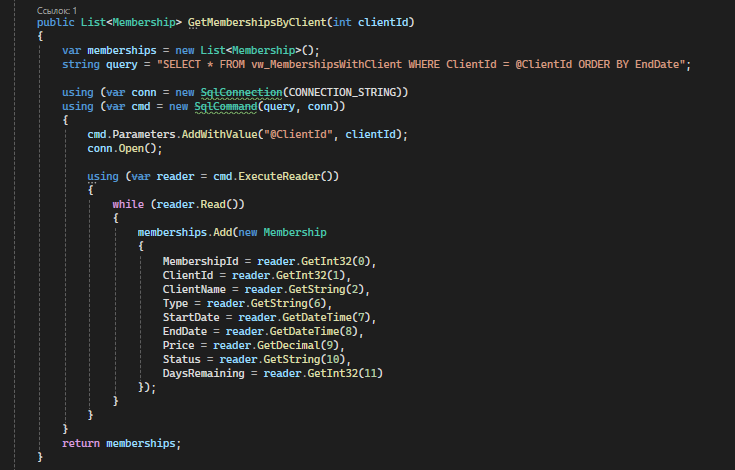 Ссылок: 1
public List<Membership> GetMembershipsByClient(int clientId)
{
    var memberships = new List<Membership>();
    string query = "SELECT * FROM vw_MembershipsWithClient WHERE ClientId = @ClientId ORDER BY EndDate";

    using (var conn = new SqlConnection(CONNECTION_STRING))
    using (var cmd = new SqlCommand(query, conn))
    {
        cmd.Parameters.AddWithValue("@ClientId", clientId);
        conn.Open();

        using (var reader = cmd.ExecuteReader())
        {
            while (reader.Read())
            {
                memberships.Add(new Membership
                {
                    MembershipId = reader.GetInt32(0),
                    ClientId = reader.GetInt32(1),
                    ClientName = reader.GetString(2),
                    Type = reader.GetString(6),
                    StartDate = reader.GetDateTime(7),
                    EndDate = reader.GetDateTime(8),
                    Price = reader.GetDecimal(9),
                    Status = reader.GetString(10),
                    DaysRemaining = reader.GetInt32(11)
                });
            }
        }
    }
    return memberships;
}